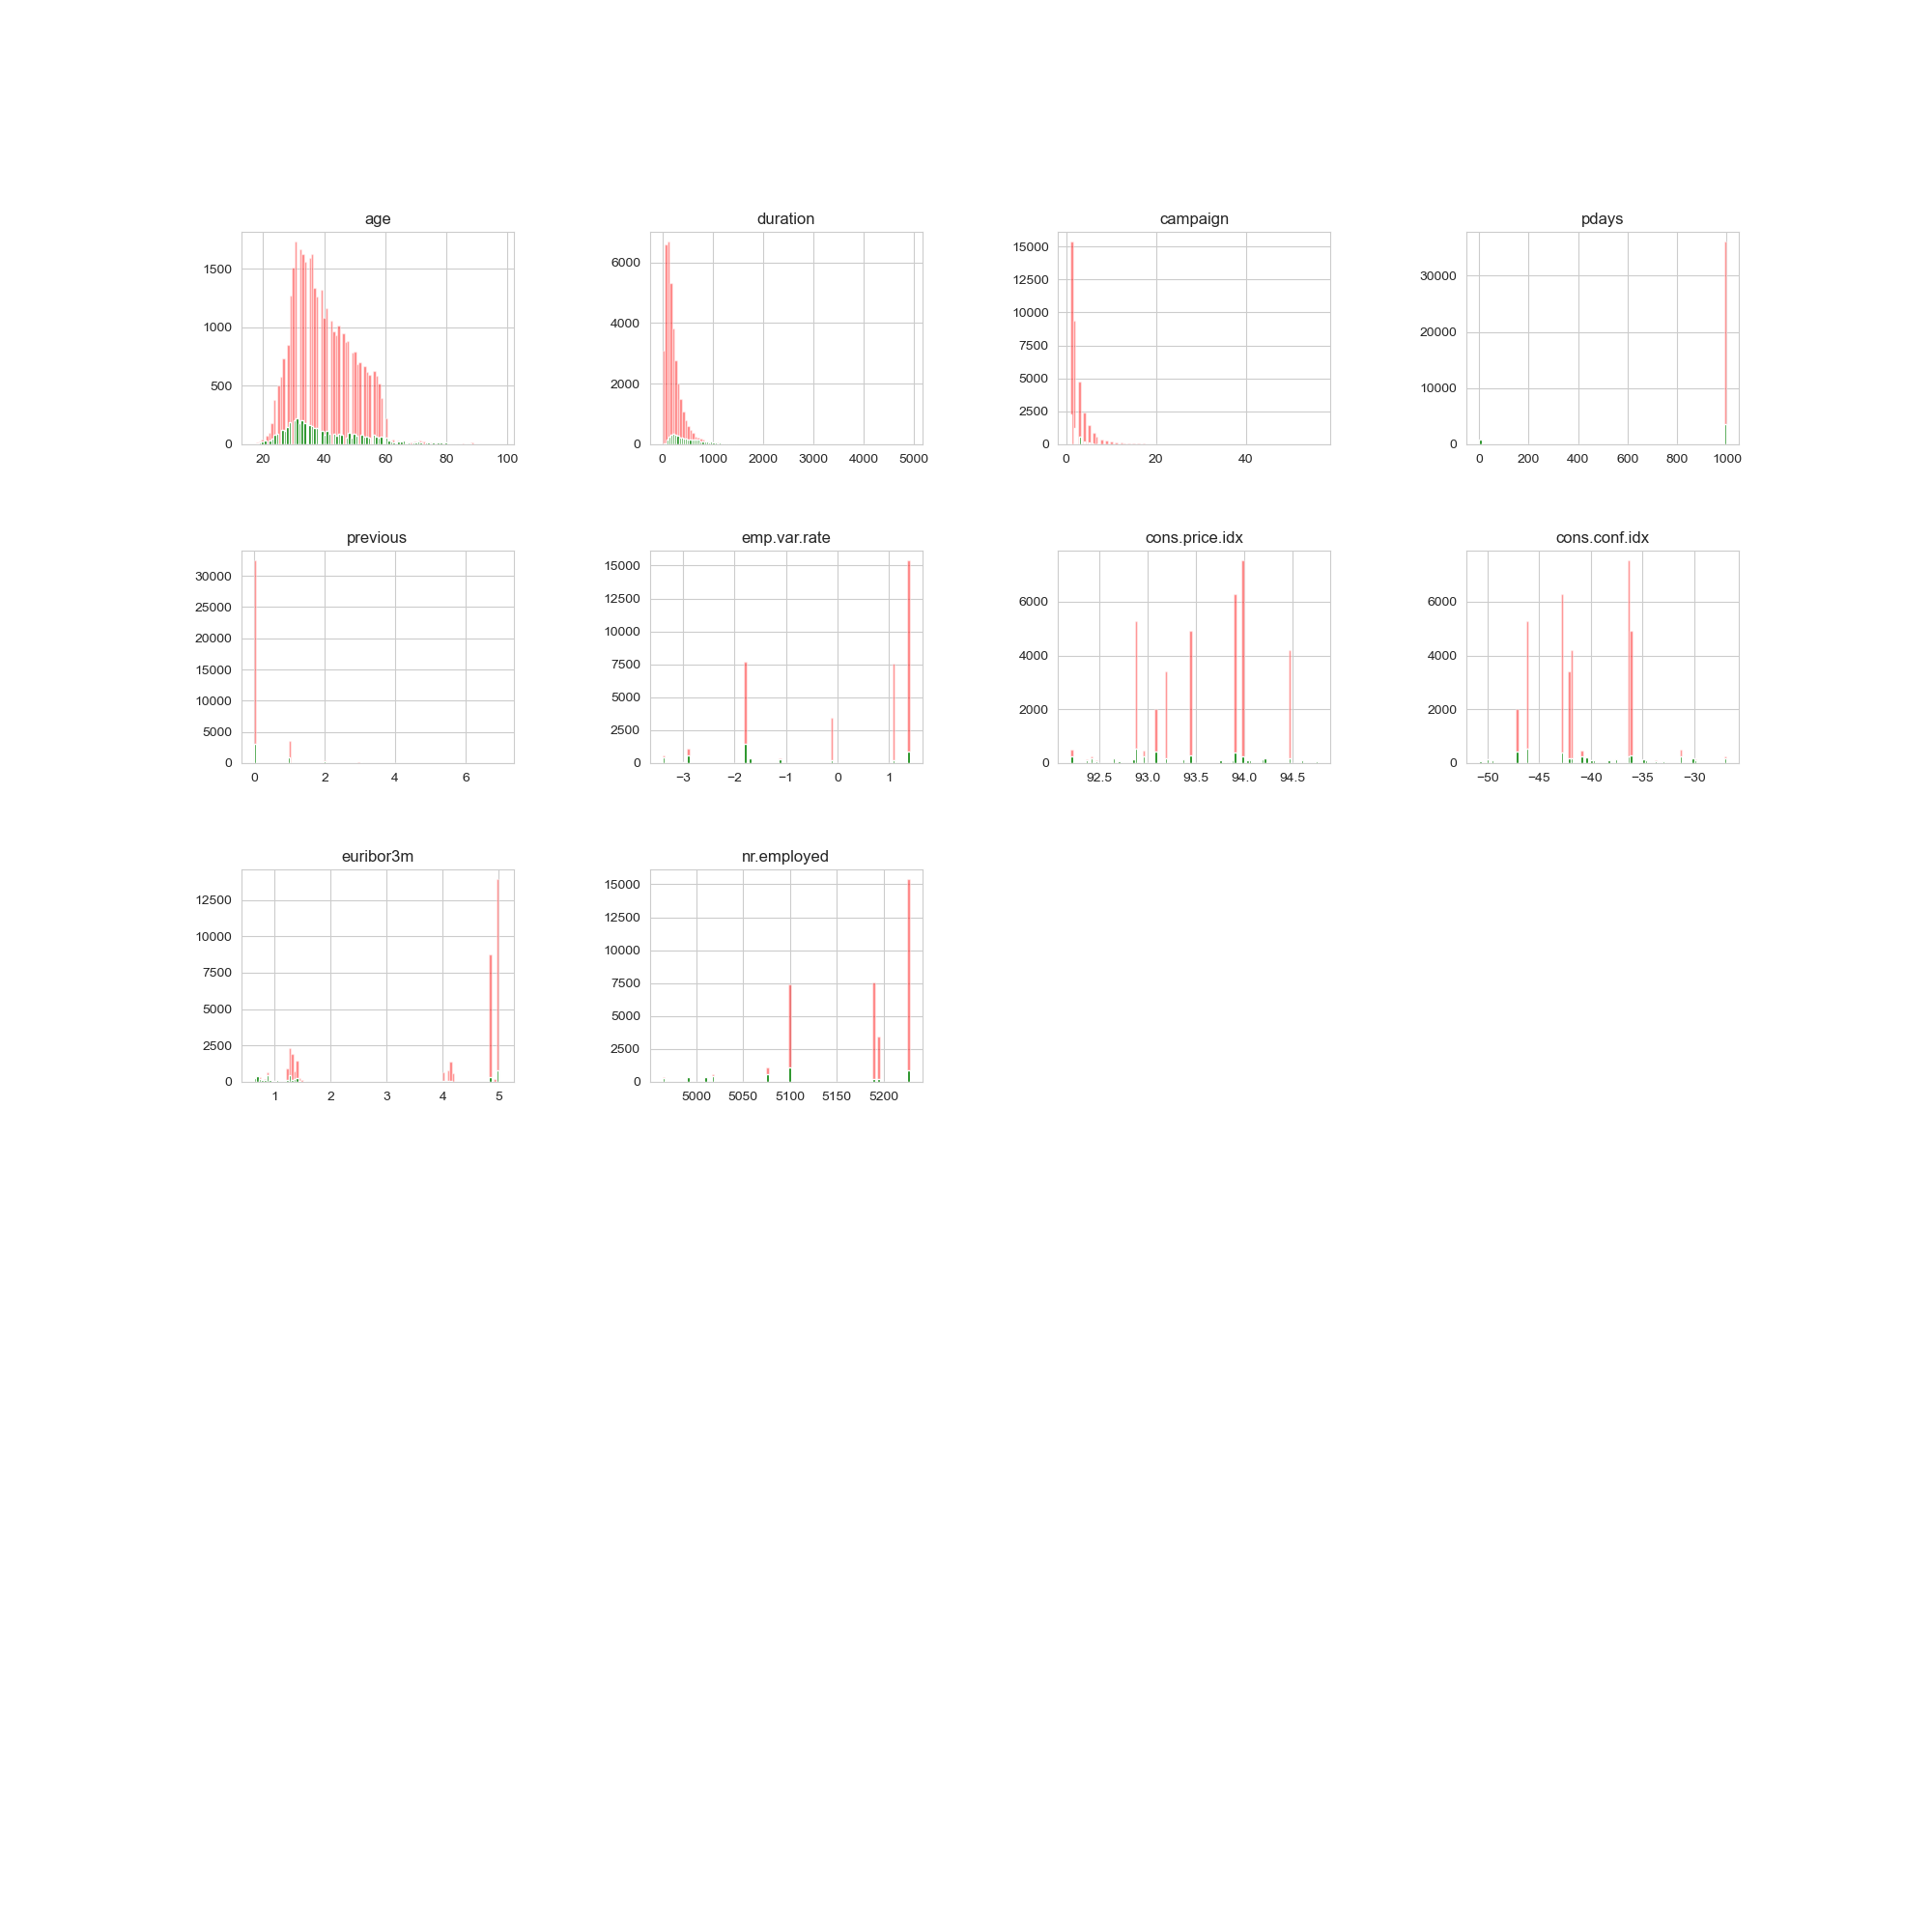 age
1500
1000
500
0
20 40 60 80 100
duration
6000
4000
2000
0
0 1000 2000 3000 4000 5000
campaign
15000
12500
10000
7500
5000
2500
0
0 20 40
pdays
30000
20000
10000
0
0 200 400 600 800 1000
previous
30000
25000
20000
15000
10000
5000
0
0 2 4 6
emp.var.rate
15000
12500
10000
7500
5000
2500
0
−3 −2 −1 0 1
cons.price.idx
6000
4000
2000
0
92.5 93.0 93.5 94.0 94.5
cons.conf.idx
6000
4000
2000
0
−50 −45 −40 −35 −30
euribor3m
12500
10000
7500
5000
2500
0
1 2 3 4 5
nr.employed
15000
12500
10000
7500
5000
2500
0
5000 5050 5100 5150 5200